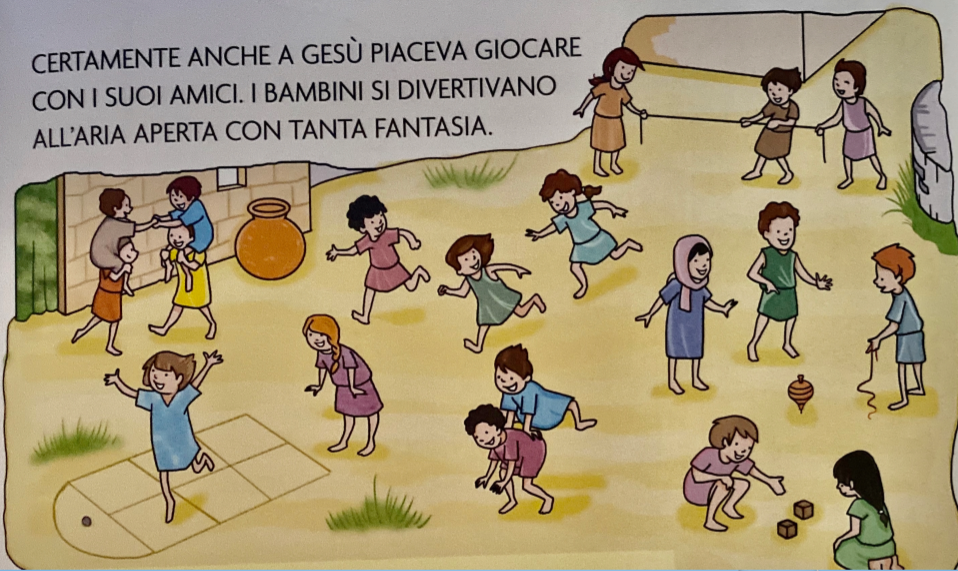 CERTAMENTE ANCHE A GESÙ PIACEVA GIOCARE
CON I SUOI AMICI. I BAMBINI SI DIVERTIVANO
ALL'ARIA APERTA CON TANTA FANTASIA.